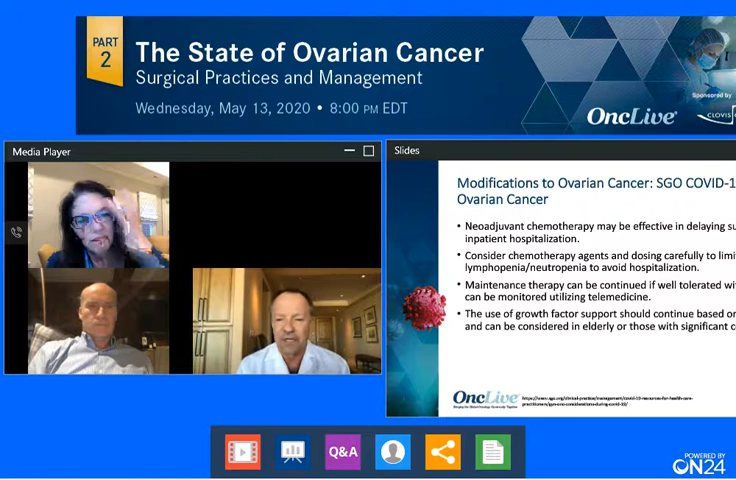 PART
2
The State of Ovarian Cancer
Surgical Practices and Management
Wednesday, May 13, 2020 • 8:00 PM EDT
Sponsored by
OncLive®
CLOVIS
Media Player
Slides
Modifications to Ovarian Cancer: SGO COVID-1
Ovarian Cancer
• Neoadjuvant chemotherapy may be effective in delaying su
inpatient hospitalization.
• Consider chemotherapy agents and dosing carefully to limi
lymphopenia/neutropenia to avoid hospitalization.
• Maintenance therapy can be continued if well tolerated wi
can be monitored utilizing telemedicine.
• The use of growth factor support should continue based o
and can be considered in elderly or those with significant c
OncLive®
Q&A
POWERED BY
ON24